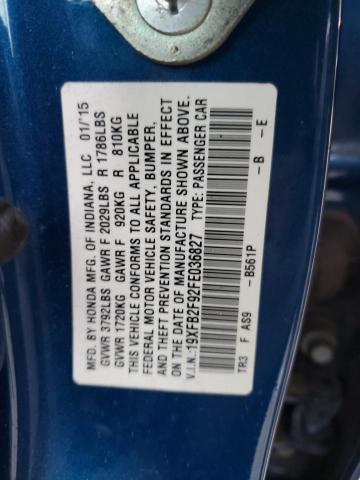 MFD. BY HONDA MFG. OF INDIANA, LLC 01/'15
GVWR 3792LBS GAWR F 2029LBS R 1786LBS
GVWR 1720KG GAWR F 920KG R 810KG
THIS VEHICLE CONFORMS TO ALL APPLICABLE
FEDERAL MOTOR VEHICLE SAFETY, BUMPER,
AND THEFT PREVENTION STANDARDS IN EFFECT
ON THE DATE OF MANUFACTURE SHOWN ABOVE.
V.I.N.:19XFB2F92FE036827 TYPE: PASSENGER CAR
-B561P -B -E
TR3 F AS9